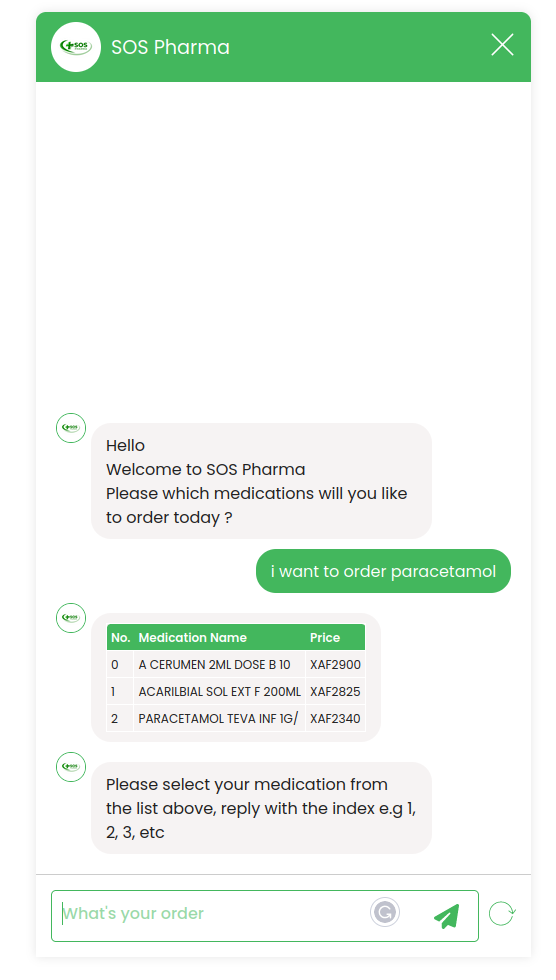 SOS
SOS Pharma
Hello
Welcome to SOS Pharma
Please which medications will you like
to order today ?
i want to order paracetamol
No. Medication Name Price
0 A CERUMEN 2ML DOSE B 10 XAF2900
1 ACARILBIAL SOL EXT F 200ML XAF2825
2 PARACETAMOL TEVA INF 1G/ XAF2340
Please select your medication from
the list above, reply with the index e.g 1,
2, 3, etc
What's your order